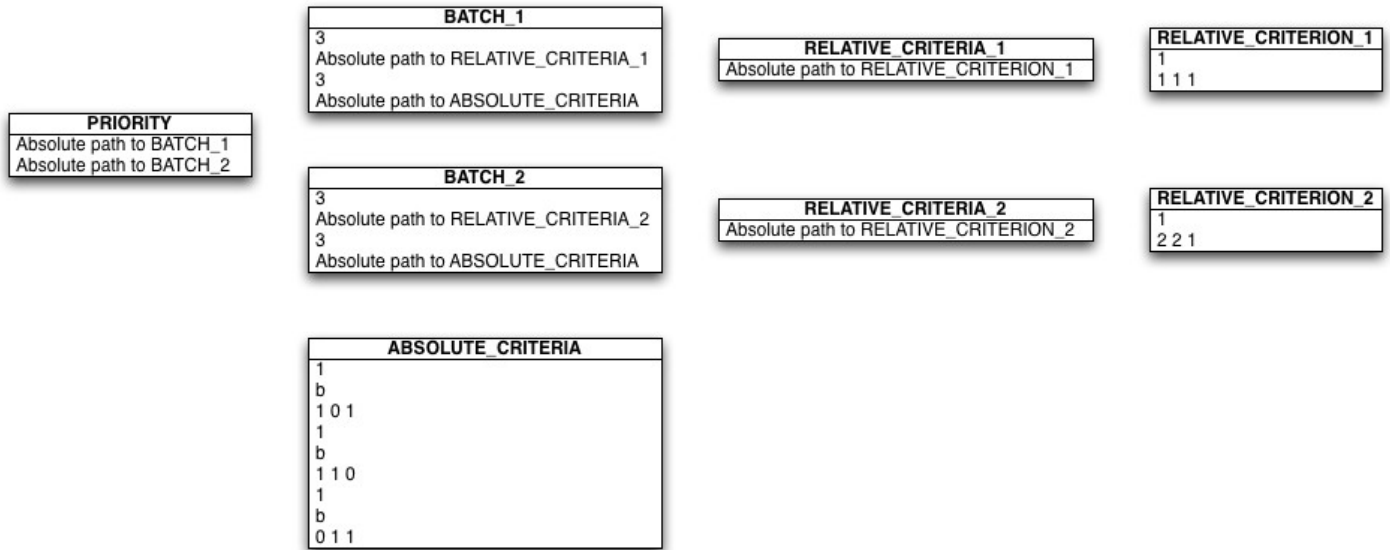 PRIORITY
Absolute path to BATCH_1
Absolute path to BATCH_2
BATCH_1
3
Absolute path to RELATIVE_CRITERIA_1
3
Absolute path to ABSOLUTE_CRITERIA
BATCH_2
3
Absolute path to RELATIVE_CRITERIA_2
3
Absolute path to ABSOLUTE_CRITERIA
ABSOLUTE_CRITERIA
1
b
1 0 1
1
b
1 1 0
1
b
0 1 1
RELATIVE_CRITERIA_1
Absolute path to RELATIVE_CRITERION_1
RELATIVE_CRITERIA_2
Absolute path to RELATIVE_CRITERION_2
RELATIVE_CRITERION_1
1
1 1 1
RELATIVE_CRITERION_2
1
2 2 1